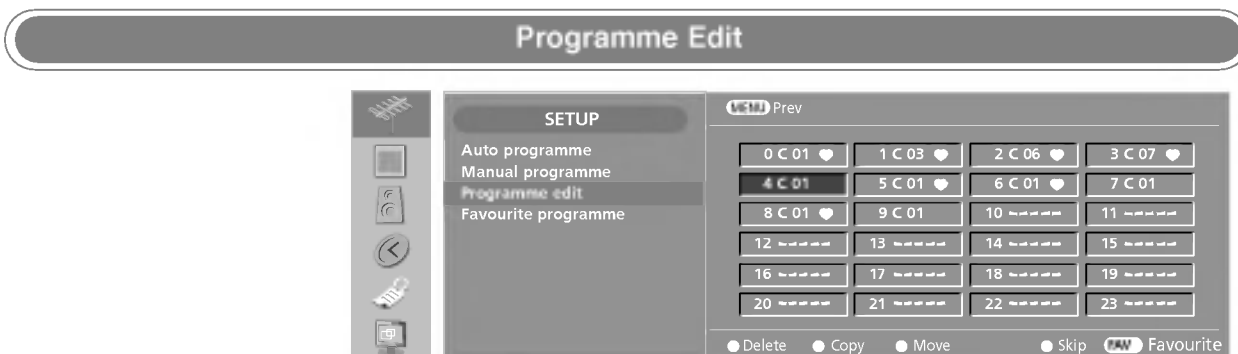 Programme Edit
SETUP
Auto programme
Manual programme
Programme edit
Favourite programme
MENU Prev
0 C 01 1 C 03 2 C 06 3 C 07
4 C 01 5 C 01 6 C 01 7 C 01
8 C 01 9 C 01 10 ----- 11 -----
12 ----- 13 ----- 14 ----- 15 -----
16 ----- 17 ----- 18 ----- 19 -----
20 ----- 21 ----- 22 ----- 23 -----
Delete Copy Move Skip FAV Favourite